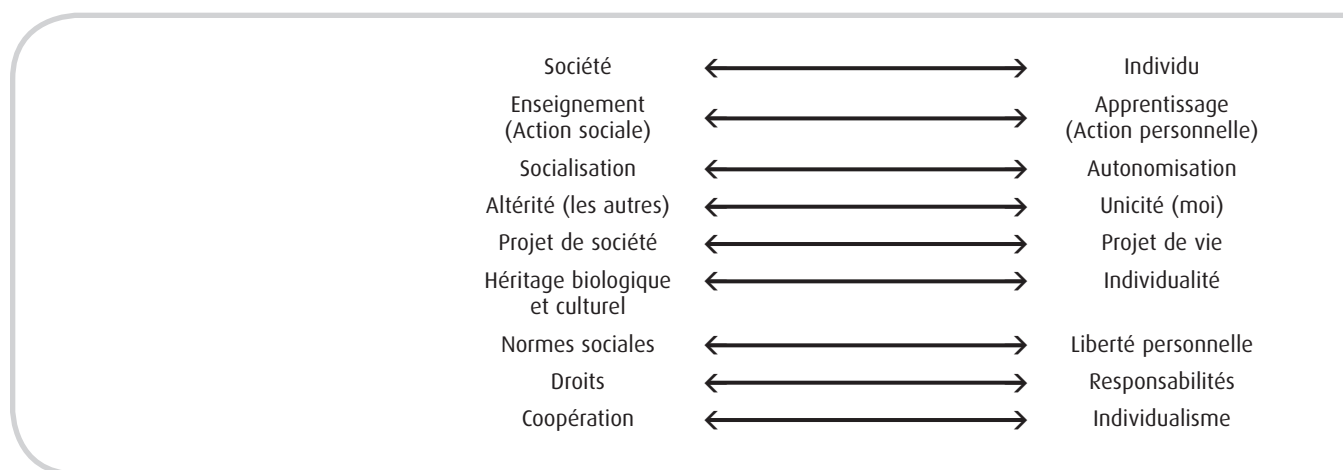 Société Individu
Enseignement Apprentissage
(Action sociale) (Action personnelle)
Socialisation Autonomisation
Altérité (les autres) Unicité (moi)
Projet de société Projet de vie
Héritage biologique Individualité
et culturel
Normes sociales Liberté personnelle
Droits Responsabilités
Coopération Individualisme